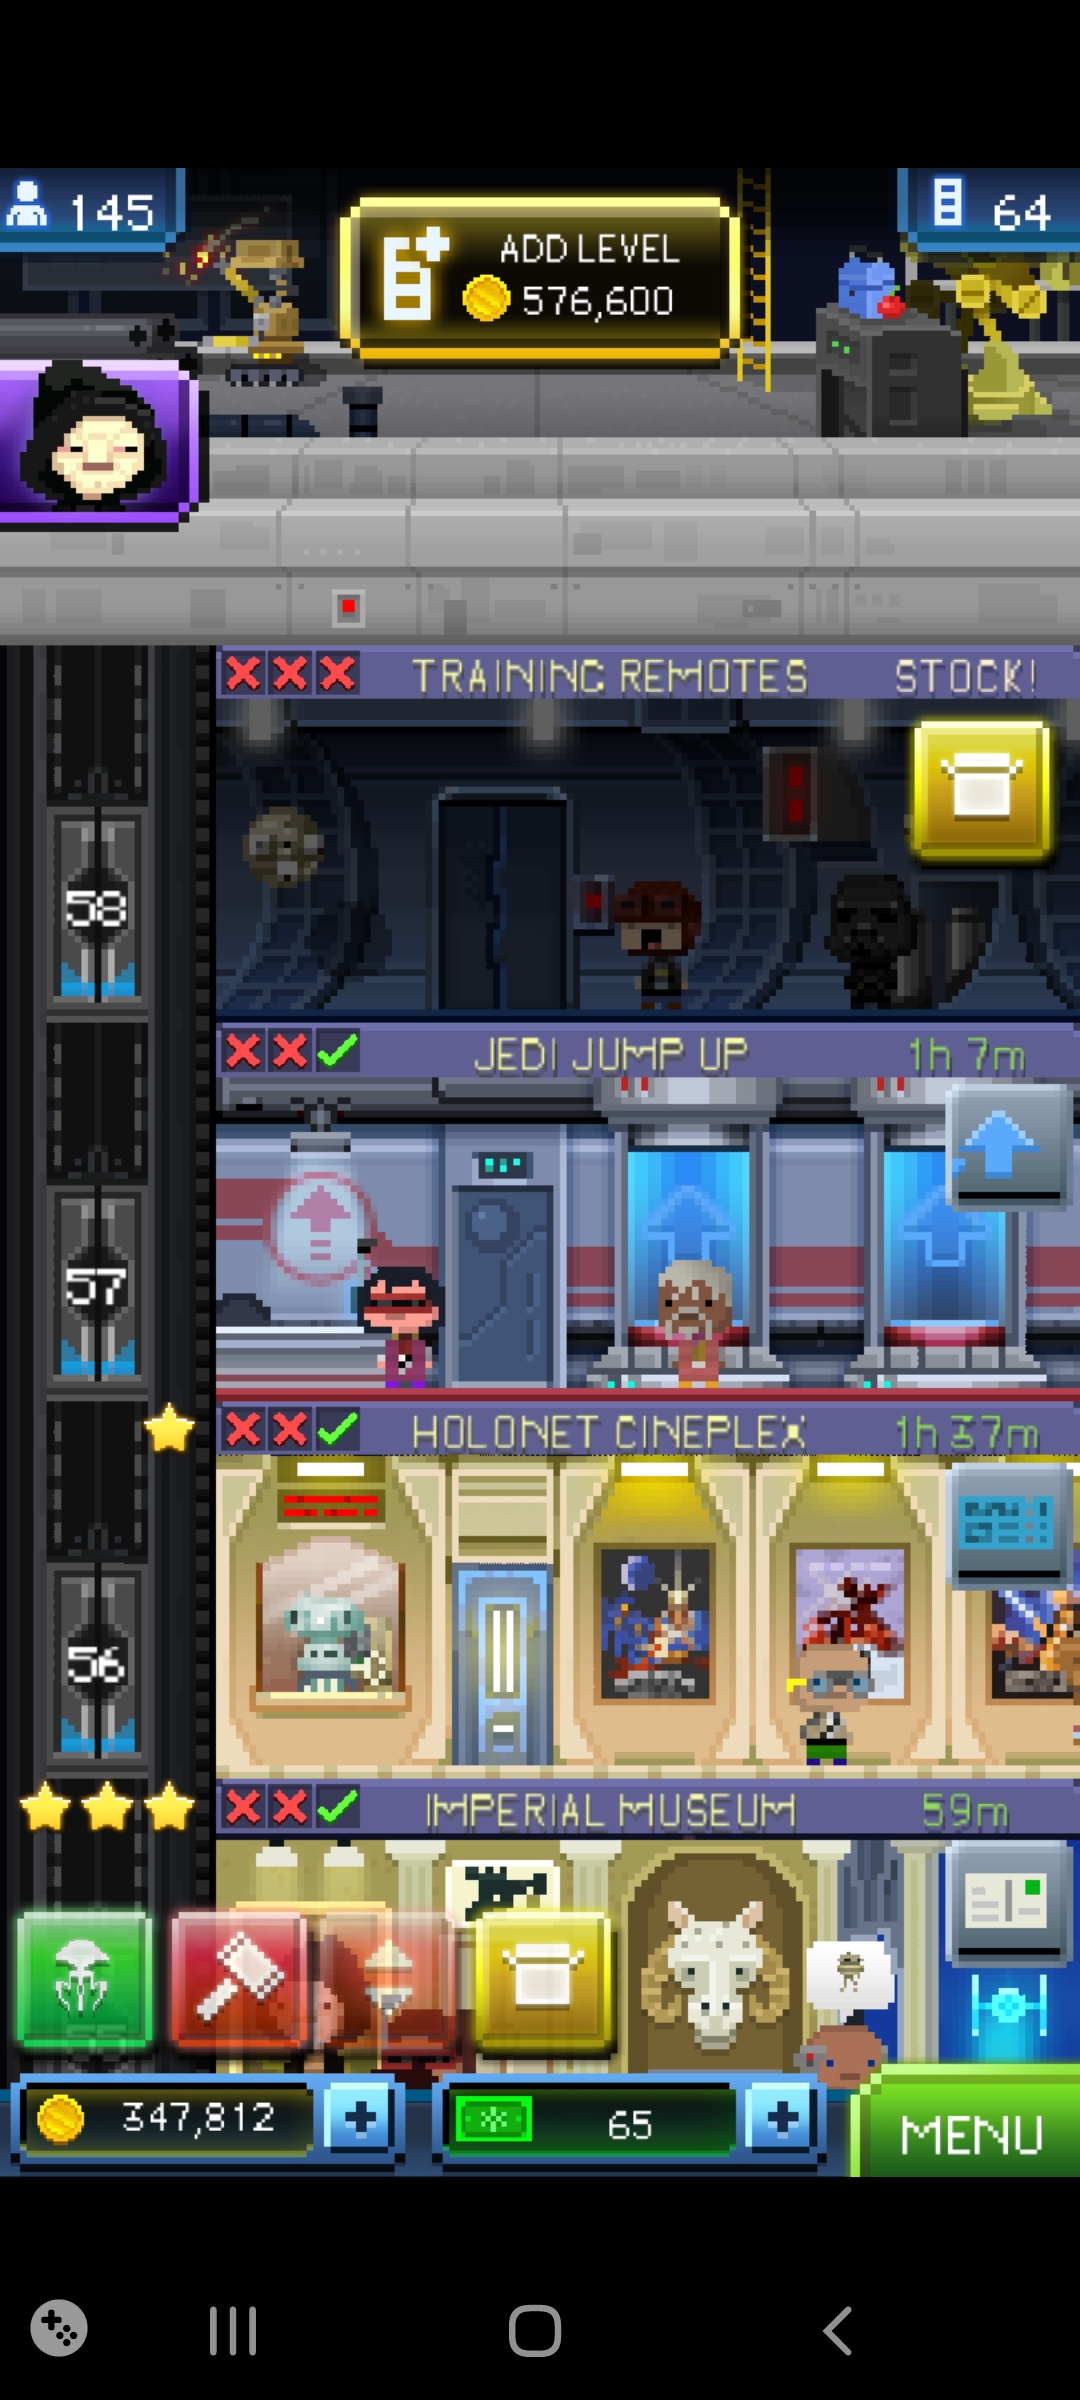 145
ADD LEVEL
576,600
64
TRAINING REMOTES STOCK!
58
JEDI JUMP UP 1h 7m
57
HOLONET CINEPLEX 1h 37m
56
IMPERIAL MUSEUM 59m
55
347,812
65
MENU